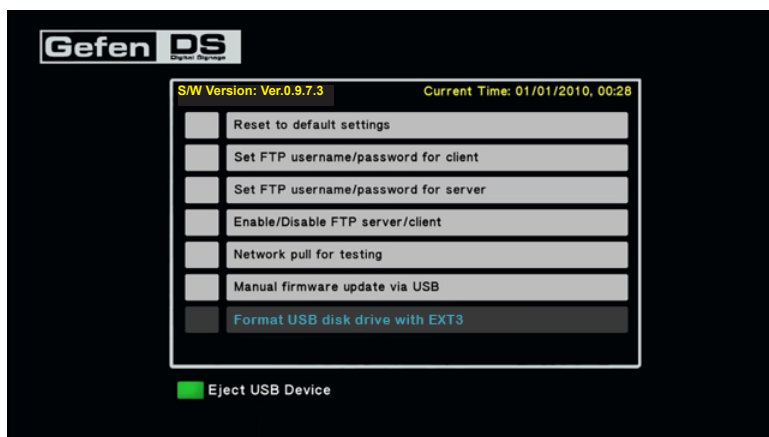 Gefen DS
Digital Signage
S/W Version: Ver.0.9.7.3 Current Time: 01/01/2010, 00:28
Reset to default settings
Set FTP username/password for client
Set FTP username/password for server
Enable/Disable FTP server/client
Network pull for testing
Manual firmware update via USB
Format USB disk drive with EXT3
Eject USB Device